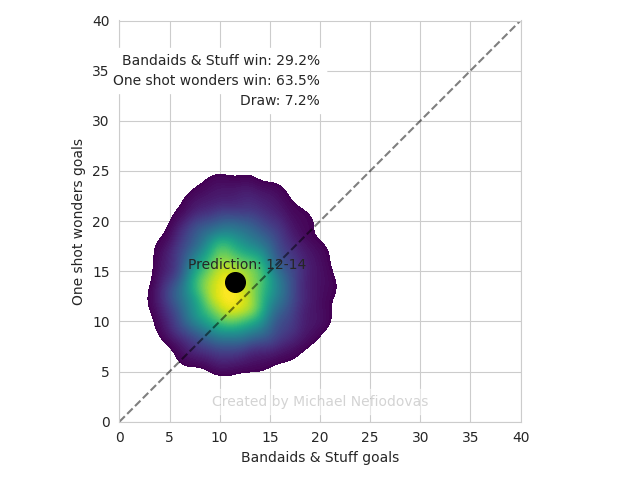 40
35
30
25
20
15
10
5
0
One shot wonders goals
Bandaids & Stuff win: 29.2%
One shot wonders win: 63.5%
Draw: 7.2%
Prediction: 12-14
Created by Michael Nefiodovas
0 5 10 15 20 25 30 35 40
Bandaids & Stuff goals